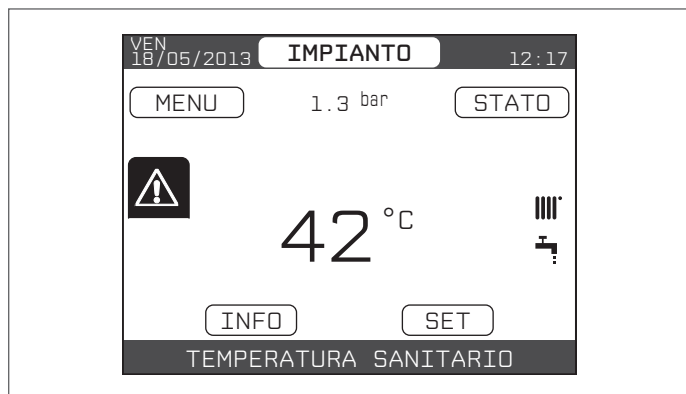 VEN
18/05/2013 IMPIANTO 12:17
MENU 1.3 bar STATO
42 °C
INFO SET
TEMPERATURA SANITARIO